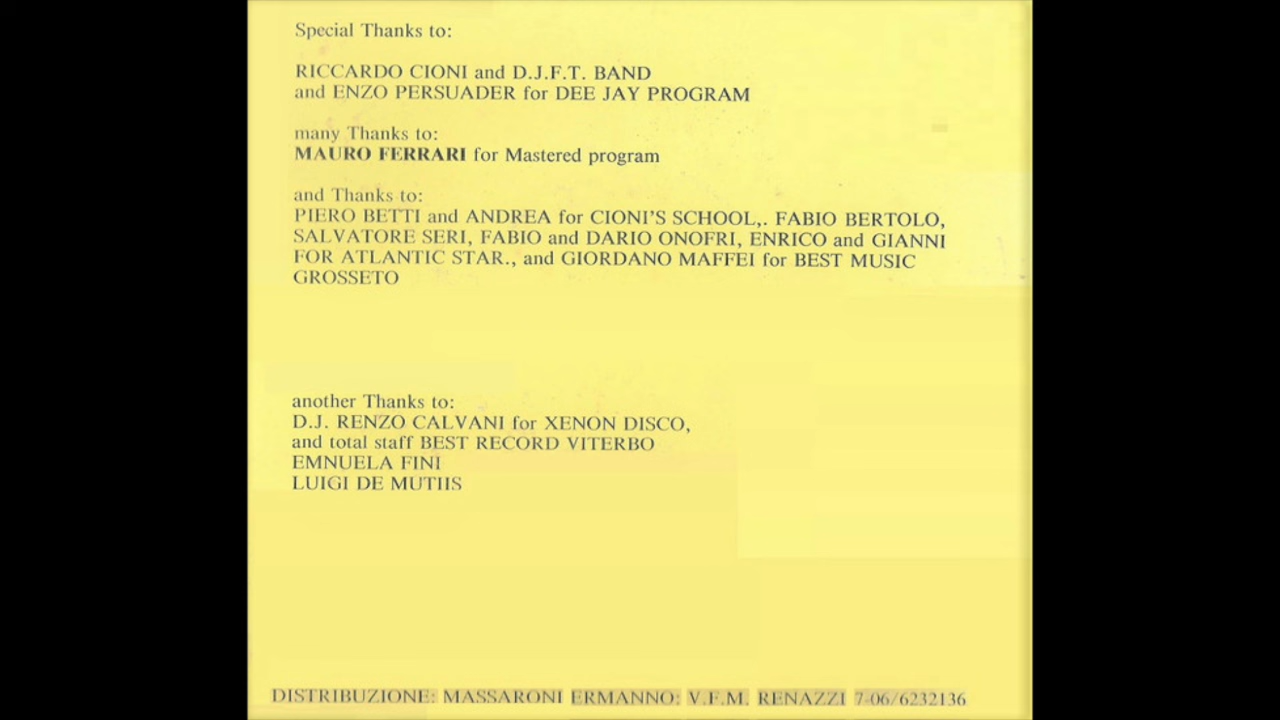 Special Thanks to:
RICCARDO CIONI and D.J.F.T. BAND
and ENZO PERSUADER for DEE JAY PROGRAM
many Thanks to:
MAURO FERRARI for Mastered program
and Thanks to:
PIERO BETTI and ANDREA for CIONI'S SCHOOL,. FABIO BERTOLO,
SALVATORE SERI, FABIO and DARIO ONOFRI, ENRICO and GIANNI
FOR ATLANTIC STAR., and GIORDANO MAFFEI for BEST MUSIC
GROSSETO
another Thanks to:
D.J. RENZO CALVANI for XENON DISCO,
and total staff BEST RECORD VITERBO
EMNUELA FINI
LUIGI DE MUTIIS
DISTRIBUZIONE: MASSARONI ERMANNO: V.F.M. RENAZZI 7-06/6232136